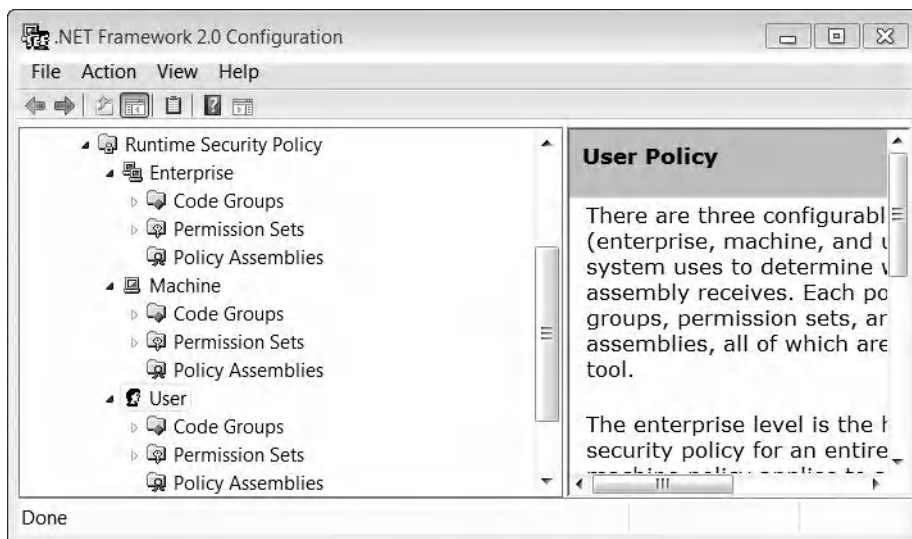 .NET Framework 2.0 Configuration
File Action View Help
Runtime Security Policy
Enterprise
Code Groups
Permission Sets
Policy Assemblies
Machine
Code Groups
Permission Sets
Policy Assemblies
User
Code Groups
Permission Sets
Policy Assemblies
User Policy
There are three configurabl
(enterprise, machine, and u
system uses to determine
assembly receives. Each po
groups, permission sets, ar
assemblies, all of which are
tool.
The enterprise level is the
security policy for an entire
Done